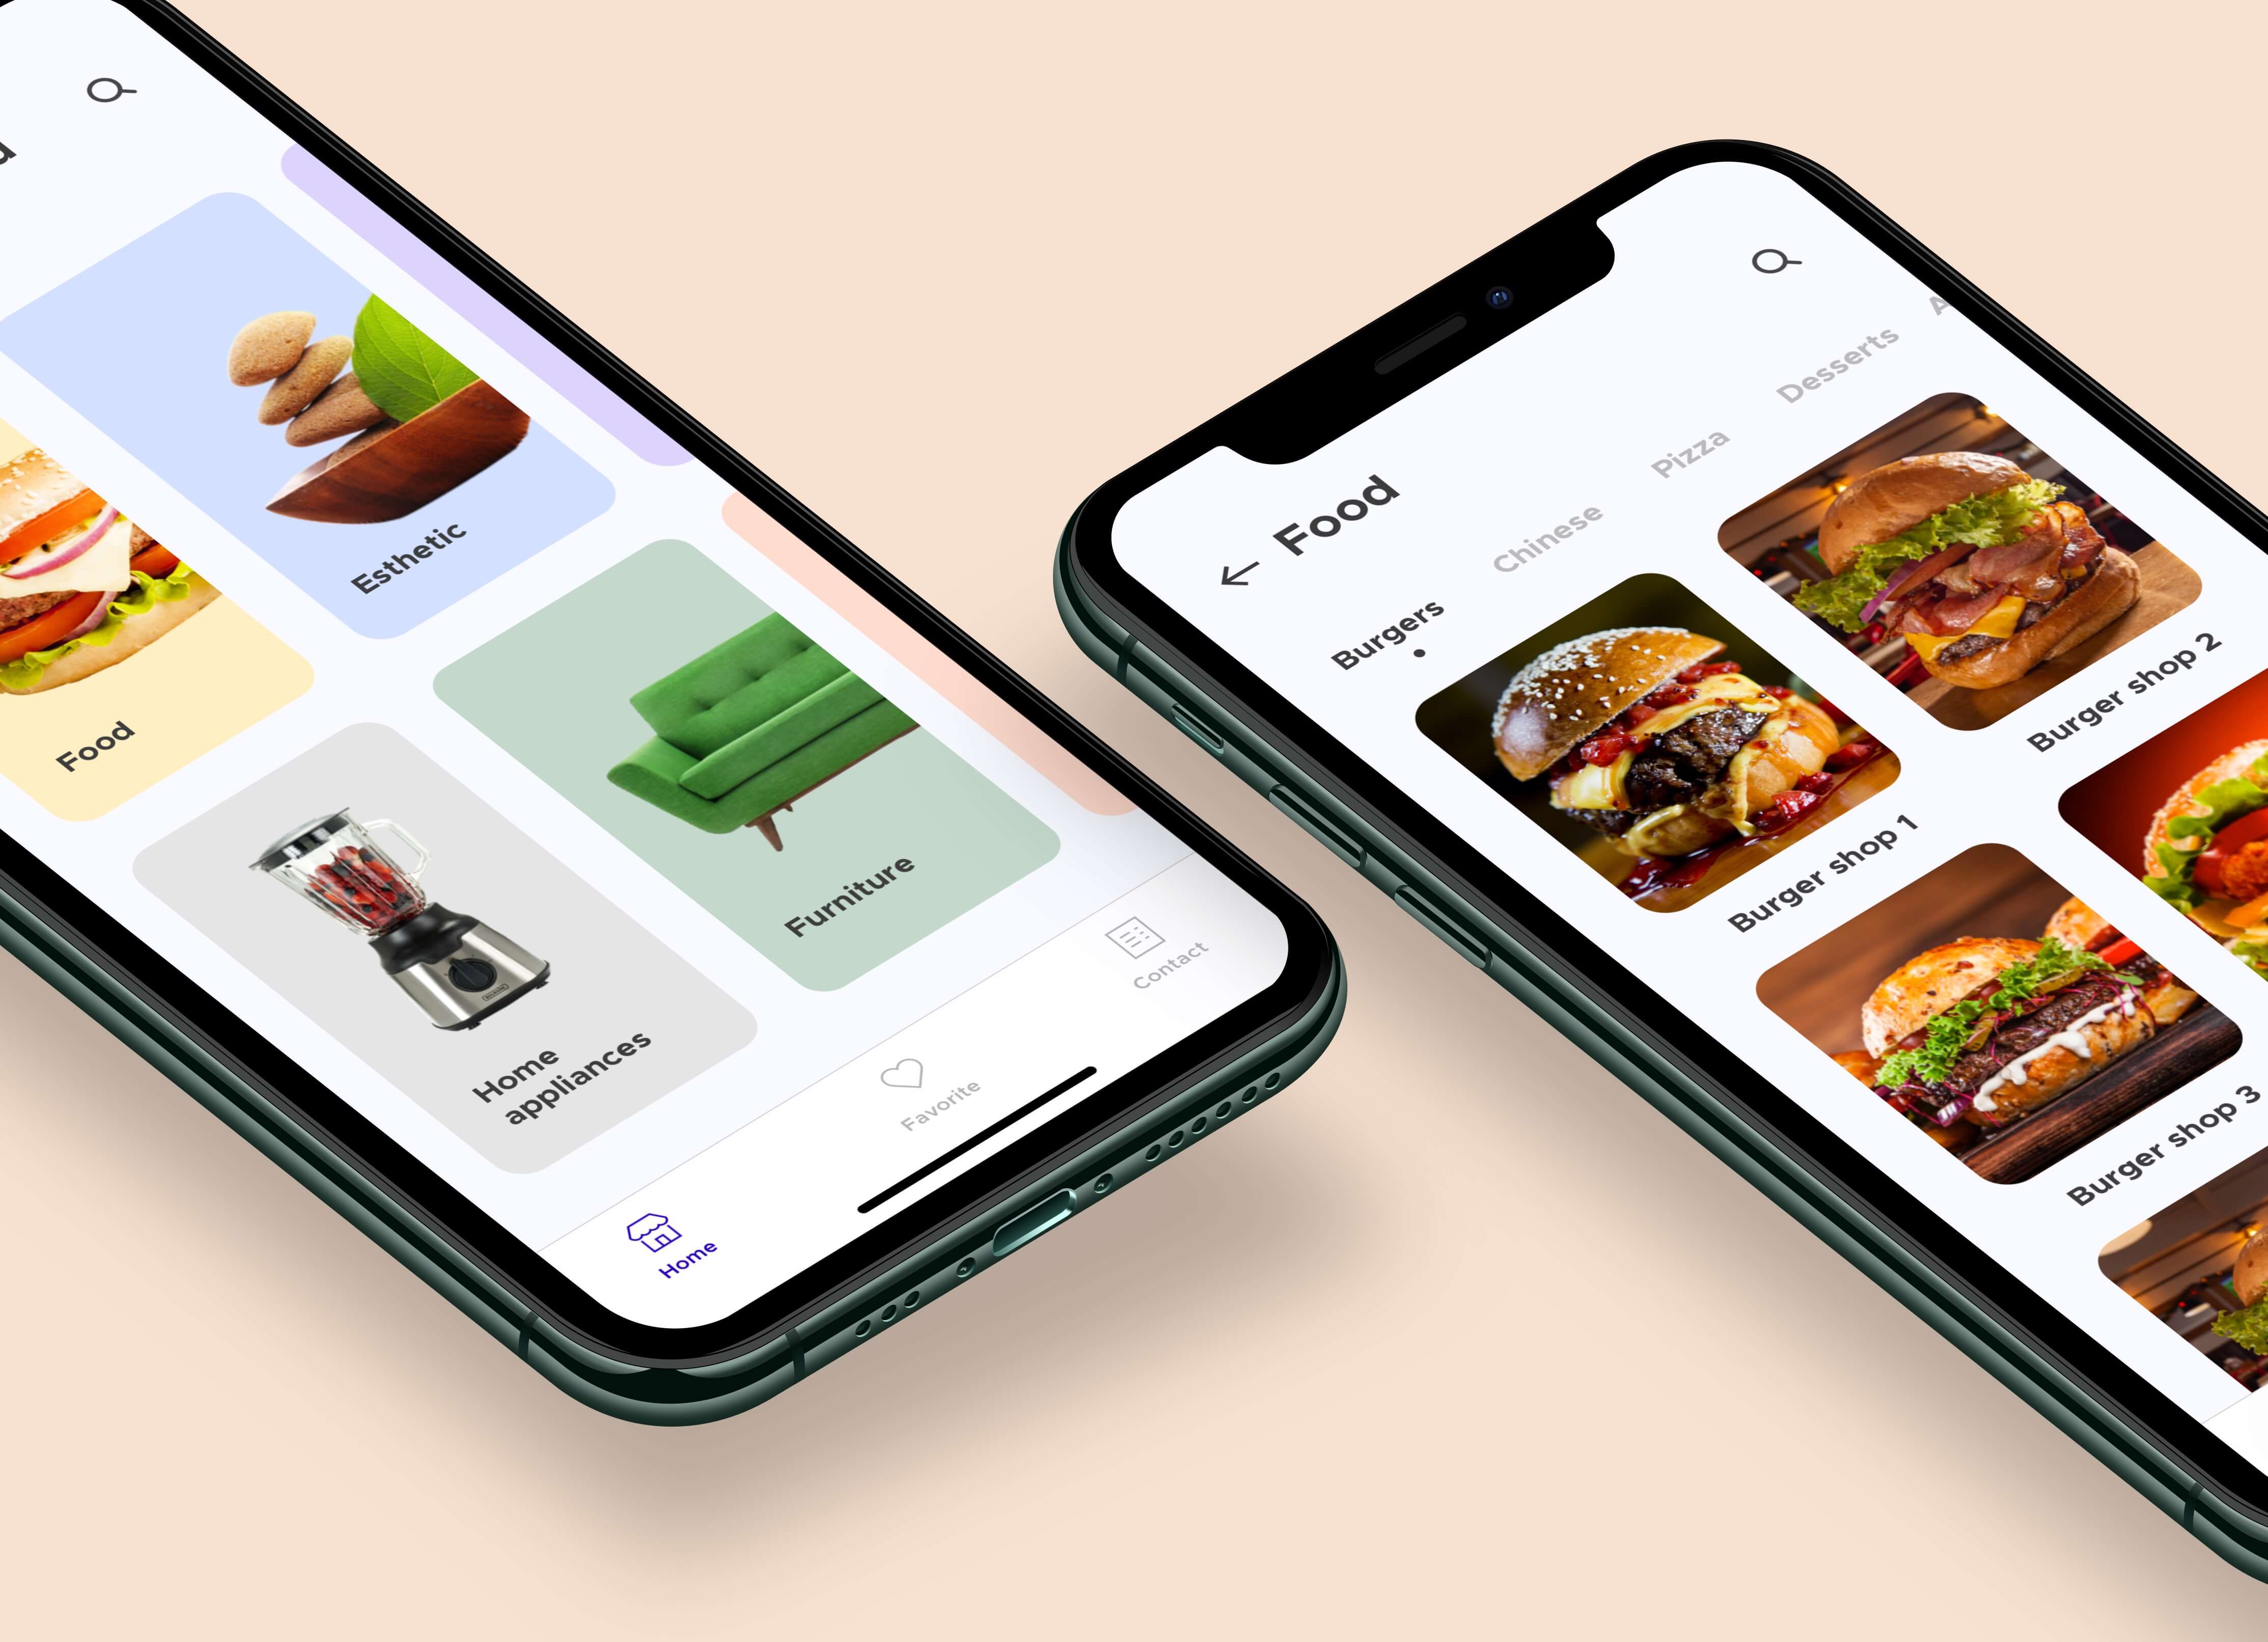 Food
Esthetic
Home
appliances
Furniture
Home
Favorite
Contact
Food
Burgers
Chinese
Pizza
Desserts
Burger shop 1
Burger shop 2
Burger shop 3